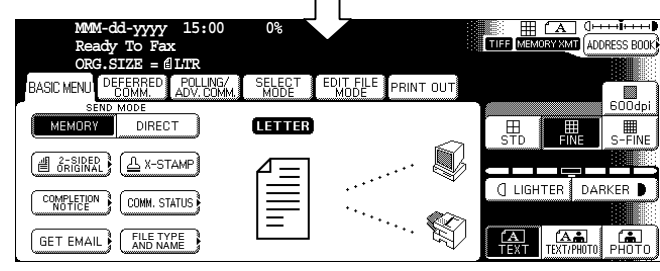 MMM-dd-yyyy 15:00 0%
Ready To Fax
ORG.SIZE = LTR
TIFF MEMORY XMT ADDRESS BOOK
BASIC MENU
DEFERRED COMM.
POLLING/ ADV. COMM.
SELECT MODE
EDIT FILE MODE
PRINT OUT
600dpi
SEND MODE
MEMORY DIRECT
LETTER
STD FINE S-FINE
2-SIDED ORIGINAL
X-STAMP
COMPLETION NOTICE
COMM. STATUS
LIGHTER DARKER
GET EMAIL
FILE TYPE AND NAME
A TEXT
A TEXT/PHOTO
PHOTO